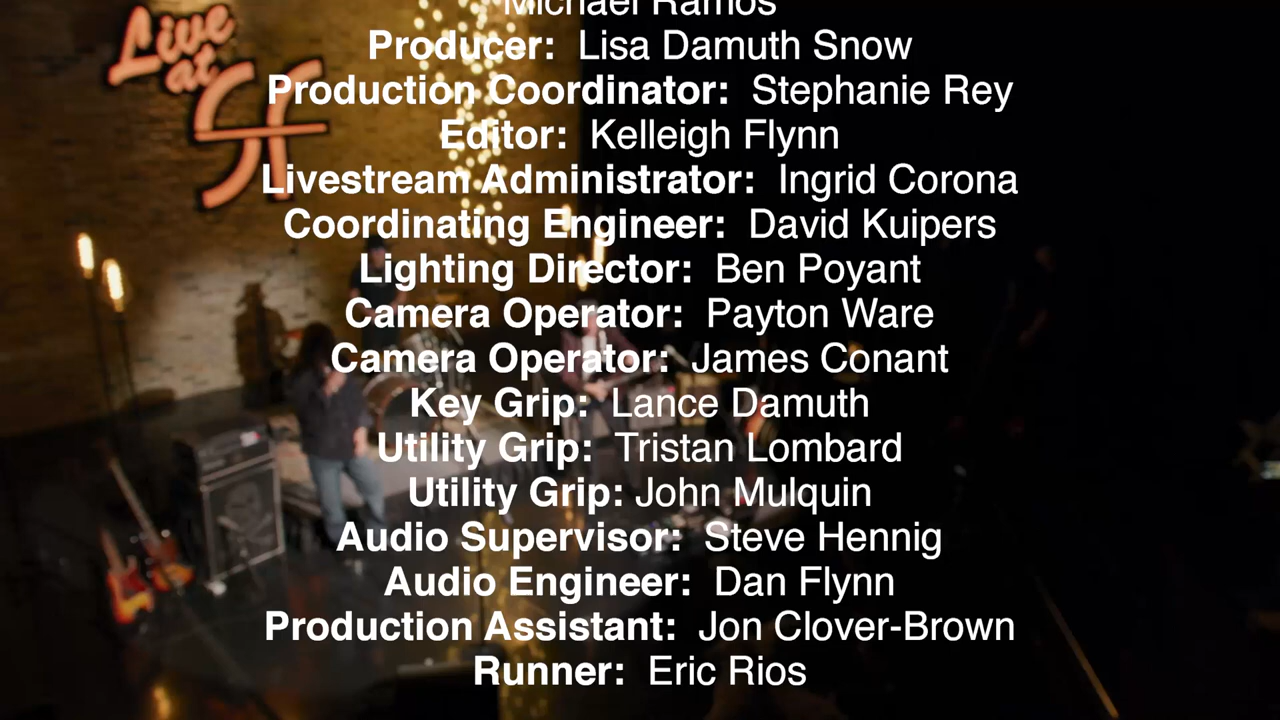 Michael Ramos
Producer: Lisa Damuth Snow
Production Coordinator: Stephanie Rey
Editor: Kelleigh Flynn
Livestream Administrator: Ingrid Corona
Coordinating Engineer: David Kuipers
Lighting Director: Ben Poyant
Camera Operator: Payton Ware
Camera Operator: James Conant
Key Grip: Lance Damuth
Utility Grip: Tristan Lombard
Utility Grip: John Mulquin
Audio Supervisor: Steve Hennig
Audio Engineer: Dan Flynn
Production Assistant: Jon Clover-Brown
Runner: Eric Rios
Live
at